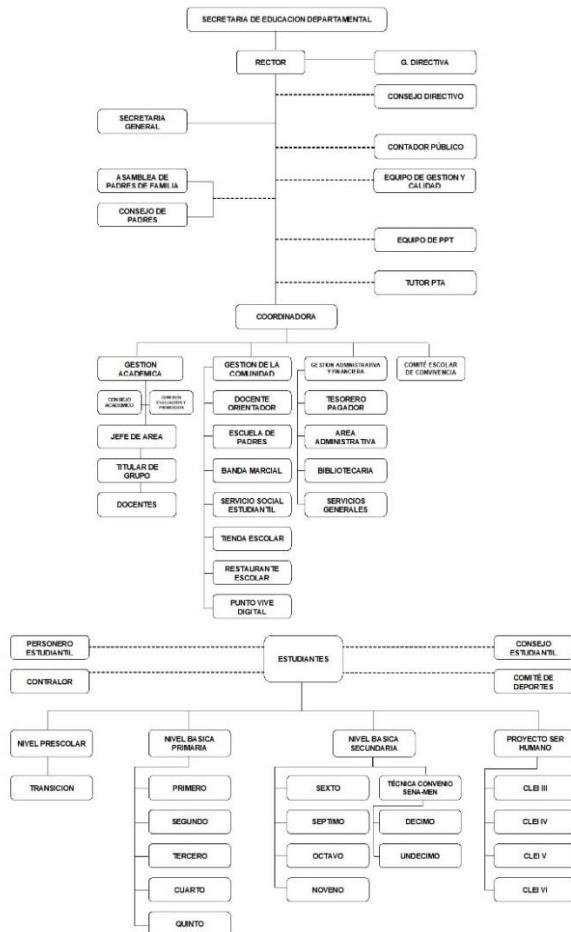 SECRETARIA DE EDUCACION DEPARTAMENTAL
RECTOR
G. DIRECTIVA
CONSEJO DIRECTIVO
SECRETARIA
GENERAL
CONTADOR PÚBLICO
ASAMBLEA DE
PADRES DE FAMILIA
EQUIPO DE GESTION Y
CALIDAD
CONSEJO DE
PADRES
EQUIPO DE PPT
TUTOR PTA
COORDINADORA
GESTION
ACADEMICA
GESTION DE LA
COMUNIDAD
GESTION ADMINISTRATIVA
Y FINANCIERA
COMITÉ ESCOLAR
DE CONVIVENCIA
CONSEJO
ACADEMICO
COMISION
EVALUACION Y
PROMOCION
DOCENTE
ORIENTADOR
TESORERO
PAGADOR
JEFE DE AREA
ESCUELA DE
PADRES
AREA
ADMINISTRATIVA
TITULAR DE
GRUPO
BANDA MARCIAL
BIBLIOTECARIA
DOCENTES
SERVICIO SOCIAL
ESTUDIANTIL
SERVICIOS
GENERALES
TIENDA ESCOLAR
RESTAURANTE
ESCOLAR
PUNTO VIVE
DIGITAL
PERSONERO
ESTUDIANTIL
ESTUDIANTES
CONSEJO
ESTUDIANTIL
CONTRALOR
COMITÉ DE
DEPORTES
NIVEL PRESCOLAR
NIVEL BASICA
PRIMARIA
NIVEL BASICA
SECUNDARIA
PROYECTO SER
HUMANO
TRANSICION
PRIMERO
SEXTO
TÉCNICA CONVENIO
SENA-MEN
CLEI III
SEGUNDO
SEPTIMO
DECIMO
CLEI IV
TERCERO
OCTAVO
UNDECIMO
CLEI V
CUARTO
NOVENO
CLEI VI
QUINTO